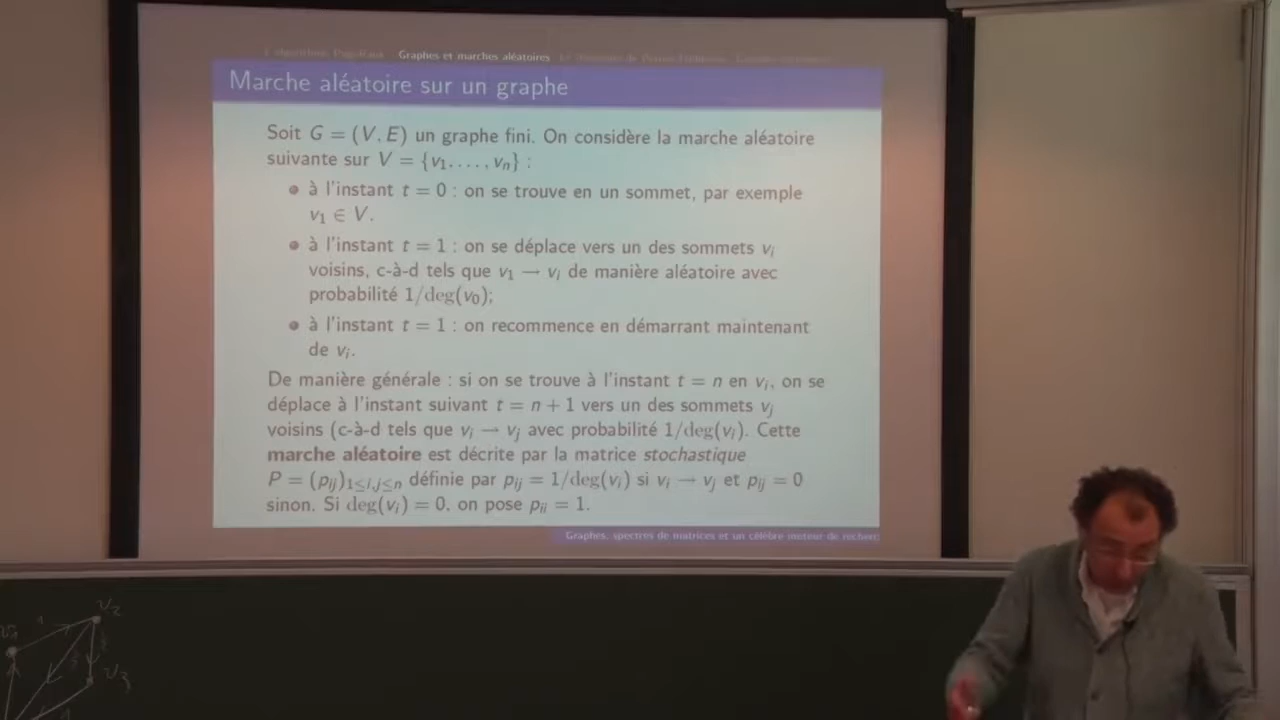 Graphes et marches aléatoires
Marche aléatoire sur un graphe
Soit G = (V, E) un graphe fini. On considère la marche aléatoire
suivante sur V = {v₁, . . . , vₙ} :
à l'instant t = 0 : on se trouve en un sommet, par exemple
v₁ ∈ V.
à l'instant t = 1 : on se déplace vers un des sommets vᵢ
voisins, c-à-d tels que v₁ → vᵢ de manière aléatoire avec
probabilité 1/deg(v₀);
à l'instant t = 1 : on recommence en démarrant maintenant
de vᵢ.
De manière générale : si on se trouve à l'instant t = n en vᵢ, on se
déplace à l'instant suivant t = n + 1 vers un des sommets vⱼ
voisins (c-à-d tels que vᵢ → vⱼ avec probabilité 1/deg(vᵢ). Cette
marche aléatoire est décrite par la matrice stochastique
P = (pᵢⱼ)₁≤ᵢ,ⱼ≤ₙ définie par pᵢⱼ = 1/deg(vᵢ) si vᵢ → vⱼ et pᵢⱼ = 0
sinon. Si deg(vᵢ) = 0, on pose pᵢᵢ = 1.
Graphes, spectres de matrices et un célèbre moteur de recherc
v₂
v₃